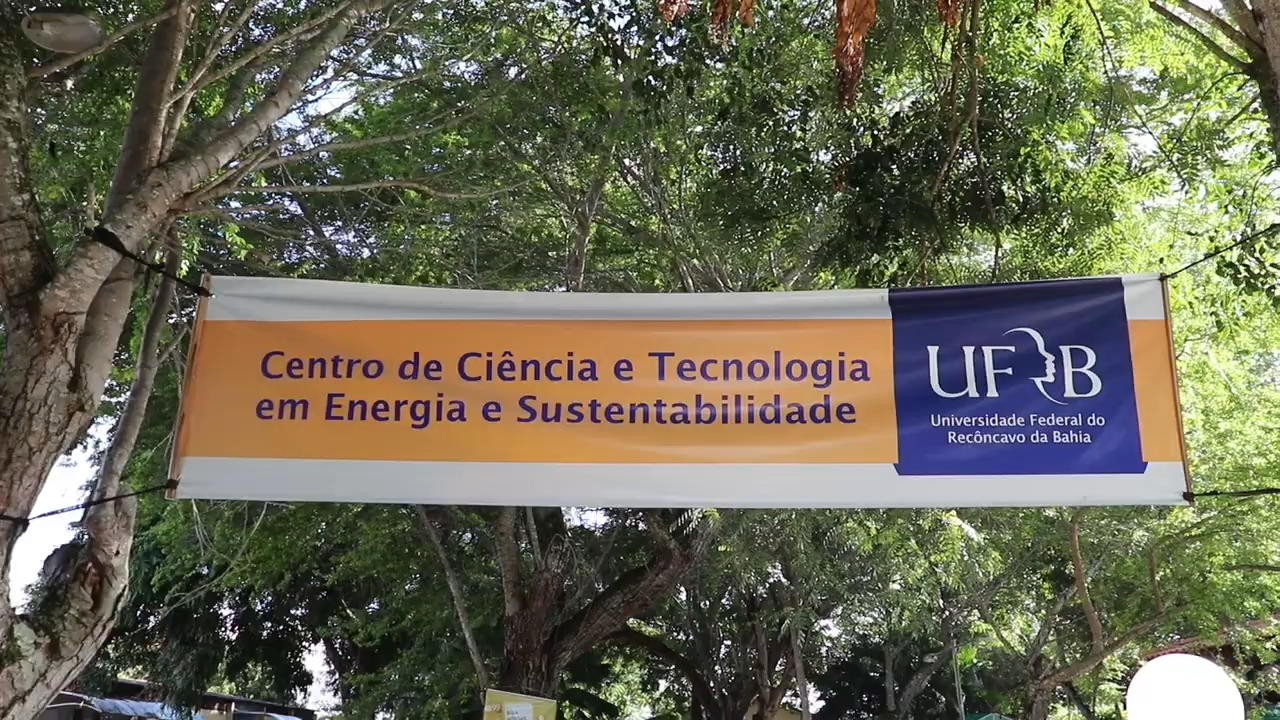 Centro de Ciência e Tecnologia
em Energia e Sustentabilidade
UFRB
Universidade Federal do
Recôncavo da Bahia